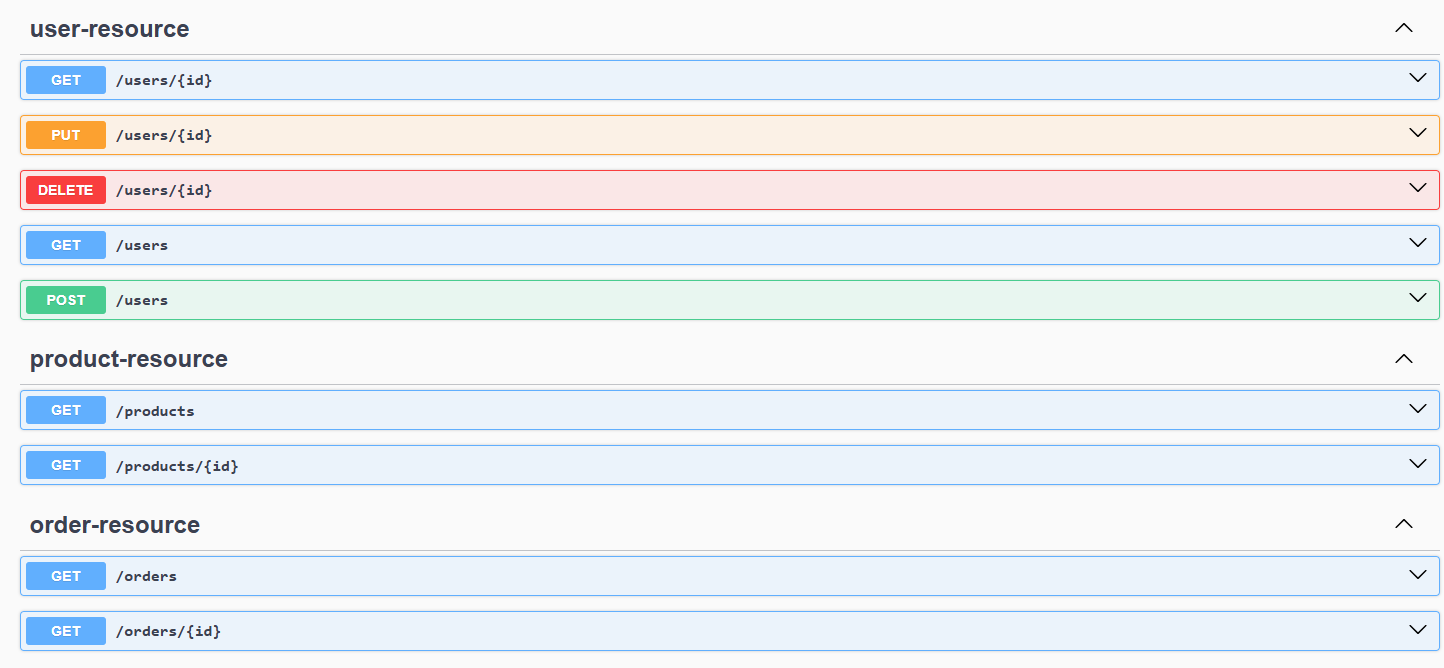 user-resource
GET /users/{id}
PUT /users/{id}
DELETE /users/{id}
GET /users
POST /users
product-resource
GET /products
GET /products/{id}
order-resource
GET /orders
GET /orders/{id}